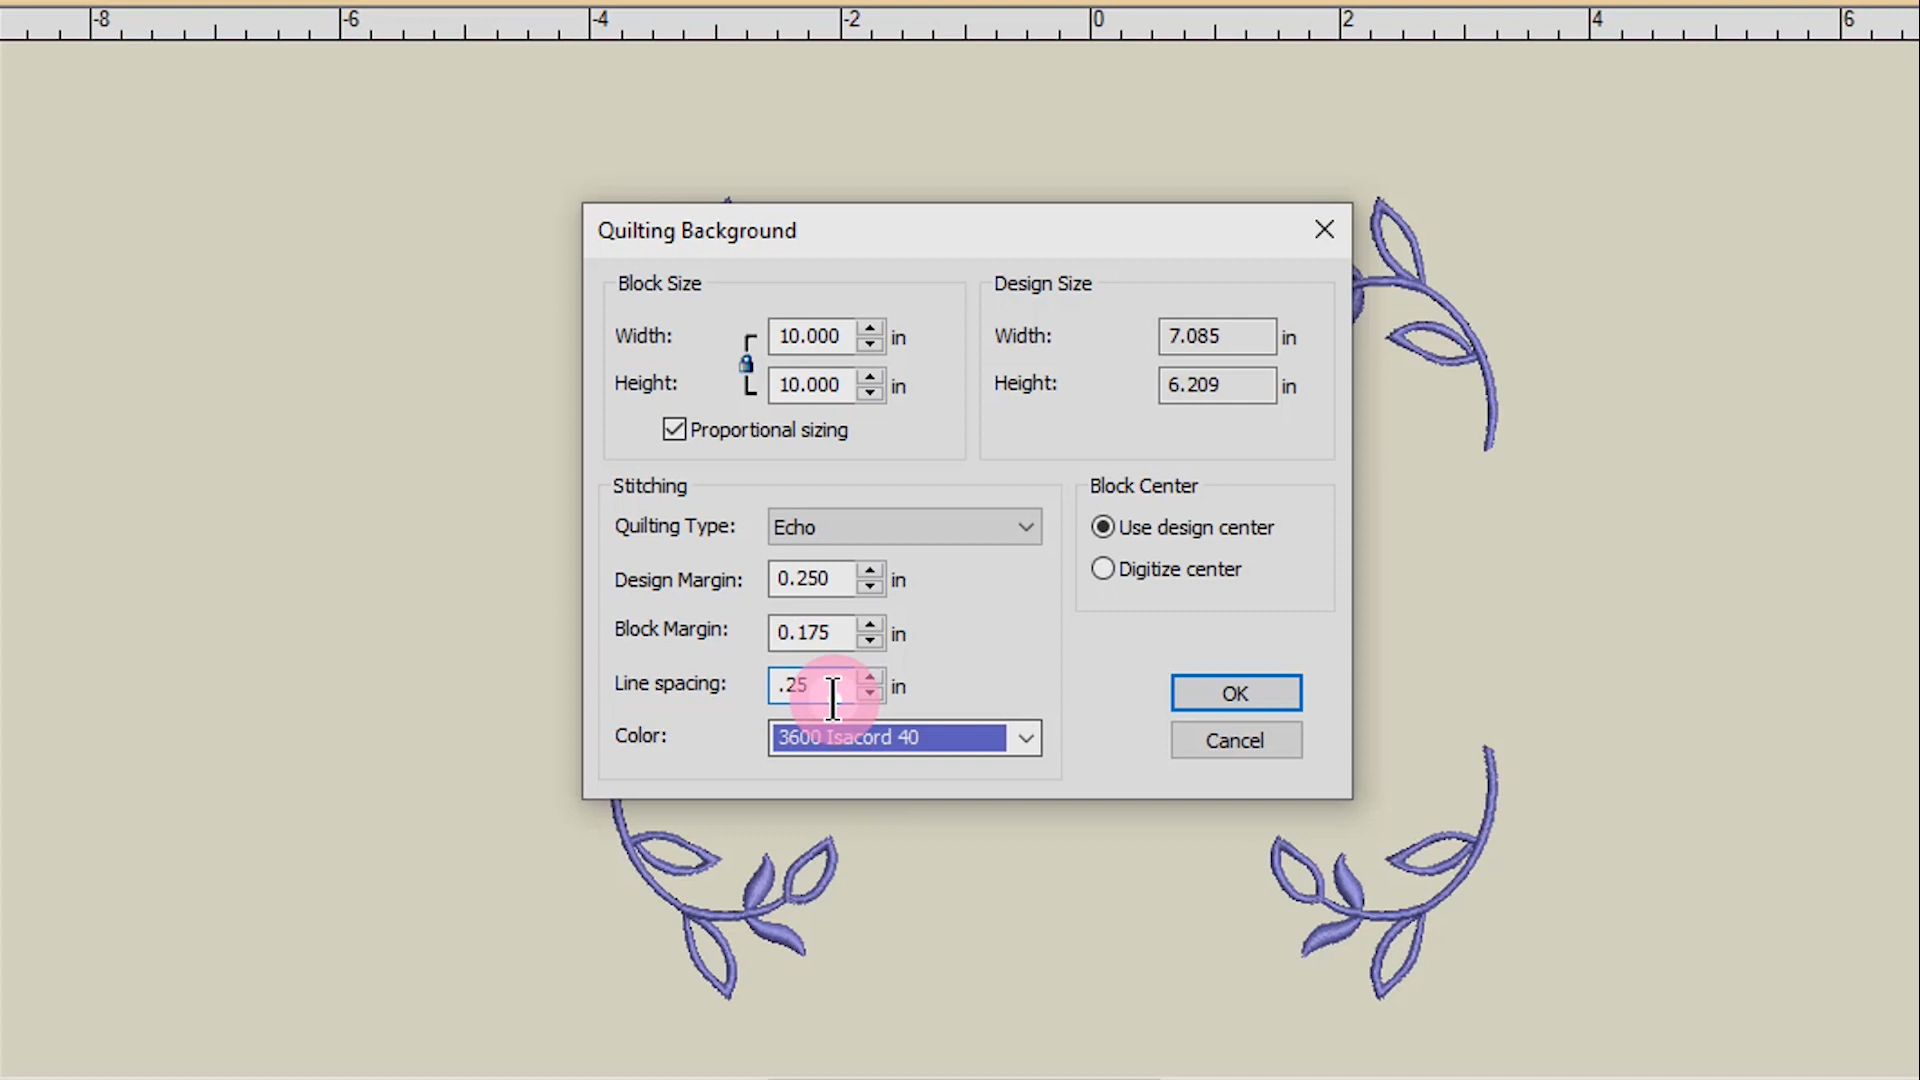 -8 -6 -4 -2 0 2 4 6
Quilting Background
Block Size
Width: 10.000 in
Height: 10.000 in
Proportional sizing
Design Size
Width: 7.085 in
Height: 6.209 in
Stitching
Quilting Type: Echo
Design Margin: 0.250 in
Block Margin: 0.175 in
Line spacing: .25 in
Color: 3600 Isacord 40
Block Center
Use design center
Digitize center
OK
Cancel